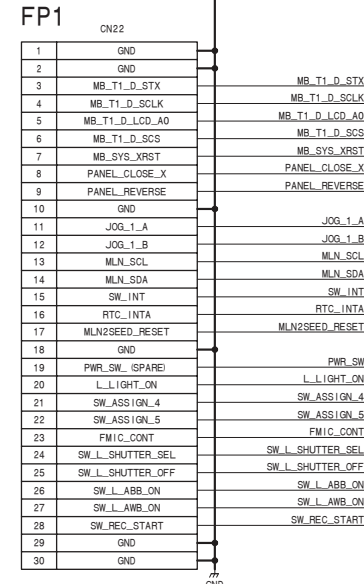 FP1
CN22
1 GND
2 GND
3 MB_T1_D_STX MB_T1_D_STX
4 MB_T1_D_SCLK MB_T1_D_SCLK
5 MB_T1_D_LCD_A0 MB_T1_D_LCD_A0
6 MB_T1_D_SCS MB_T1_D_SCS
7 MB_SYS_XRST MB_SYS_XRST
8 PANEL_CLOSE_X PANEL_CLOSE_X
9 PANEL_REVERSE PANEL_REVERSE
10 GND
11 JOG_1_A JOG_1_A
12 JOG_1_B JOG_1_B
13 MLN_SCL MLN_SCL
14 MLN_SDA MLN_SDA
15 SW_INT SW_INT
16 RTC_INTA RTC_INTA
17 MLN2SEED_RESET MLN2SEED_RESET
18 GND
19 PWR_SW_(SPARE) PWR_SW
20 L_LIGHT_ON L_LIGHT_ON
21 SW_ASSIGN_4 SW_ASSIGN_4
22 SW_ASSIGN_5 SW_ASSIGN_5
23 FMIC_CONT FMIC_CONT
24 SW_L_SHUTTER_SEL SW_L_SHUTTER_SEL
25 SW_L_SHUTTER_OFF SW_L_SHUTTER_OFF
26 SW_L_ABB_ON SW_L_ABB_ON
27 SW_L_AWB_ON SW_L_AWB_ON
28 SW_REC_START SW_REC_START
29 GND
30 GND
GND